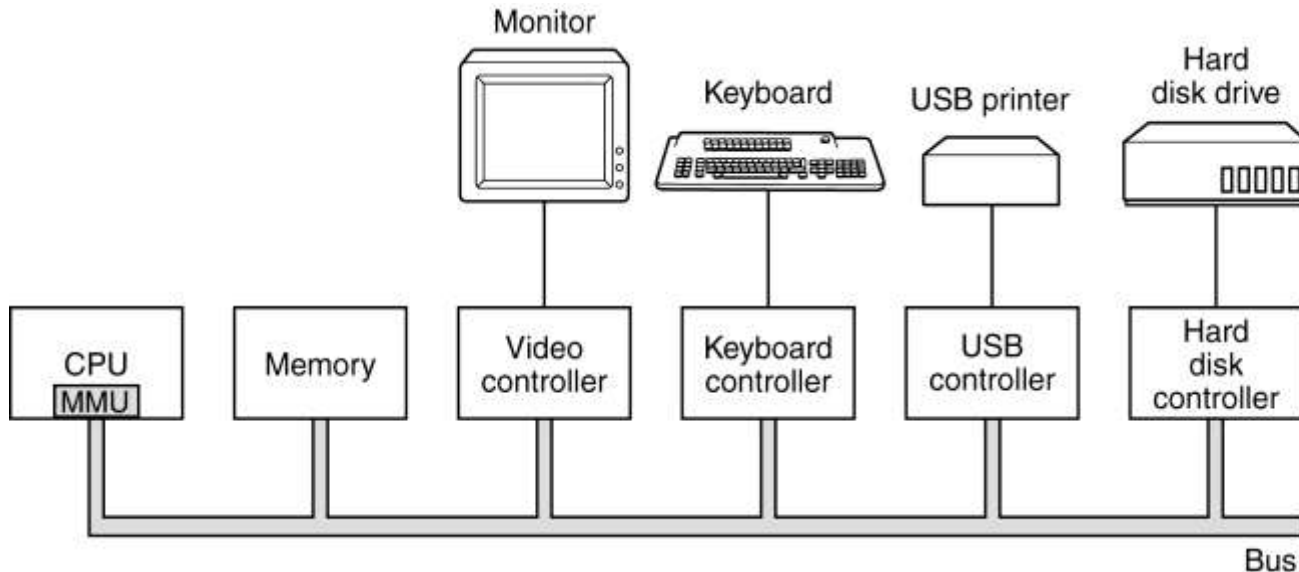 Monitor
Keyboard
USB printer
Hard
disk drive
CPU
MMU
Memory
Video
controller
Keyboard
controller
USB
controller
Hard
disk
controller
Bus